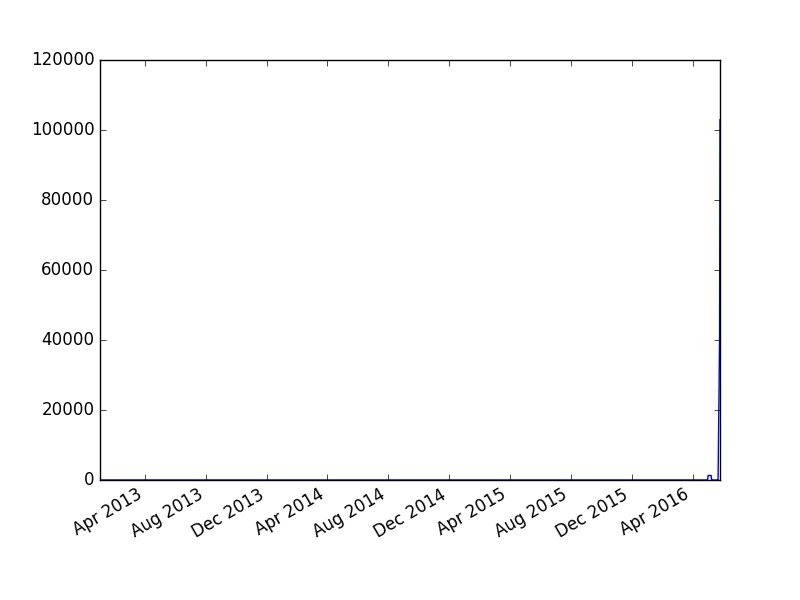 120000
100000
80000
60000
40000
20000
0
Apr 2013
Aug 2013
Dec 2013
Apr 2014
Aug 2014
Dec 2014
Apr 2015
Aug 2015
Dec 2015
Apr 2016